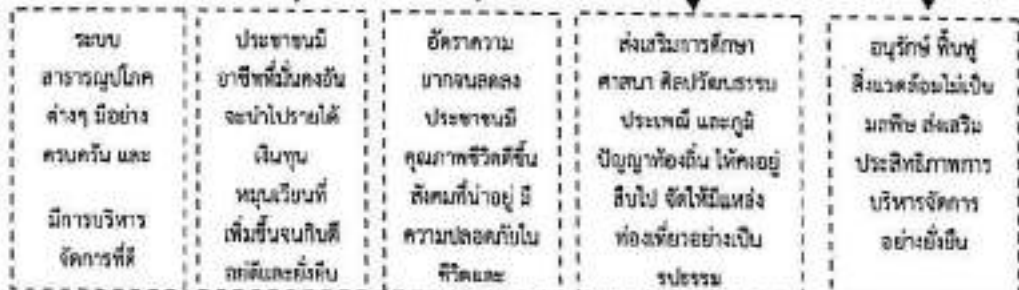 ระบบ
สาธารณูปโภค
ต่างๆ มีอย่าง
ครบครัน และ
มีการบริหาร
จัดการที่ดี
ประชาชนมี
อาชีพที่มั่นคงอัน
จะนำไปรายได้
เงินทุน
หมุนเวียนที่
เพิ่มขึ้นจนกินดี
อยู่ดีและยั่งยืน
อัตราความ
ยากจนลดลง
ประชาชนมี
คุณภาพชีวิตดีขึ้น
สังคมที่น่าอยู่ มี
ความปลอดภัยใน
ชีวิตและ
ส่งเสริมการศึกษา
ศาสนา ศิลปวัฒนธรรม
ประเพณี และภูมิ
ปัญญาท้องถิ่น ให้คงอยู่
สืบไป จัดให้มีแหล่ง
ท่องเที่ยวอย่างเป็น
รูปธรรม
อนุรักษ์ ฟื้นฟู
สิ่งแวดล้อมไม่เป็น
มลพิษ ส่งเสริม
ประสิทธิภาพการ
บริหารจัดการ
อย่างยั่งยืน